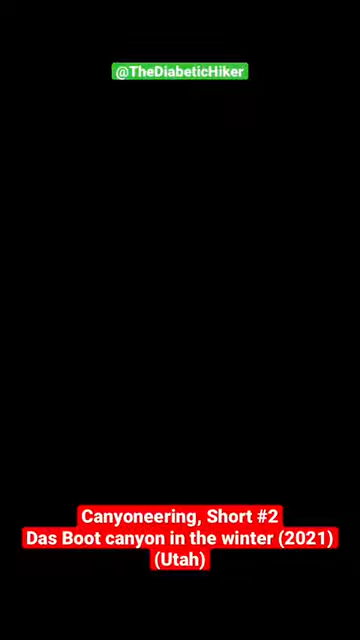 @TheDiabeticHiker
Canyoneering, Short #2
Das Boot canyon in the winter (2021)
(Utah)